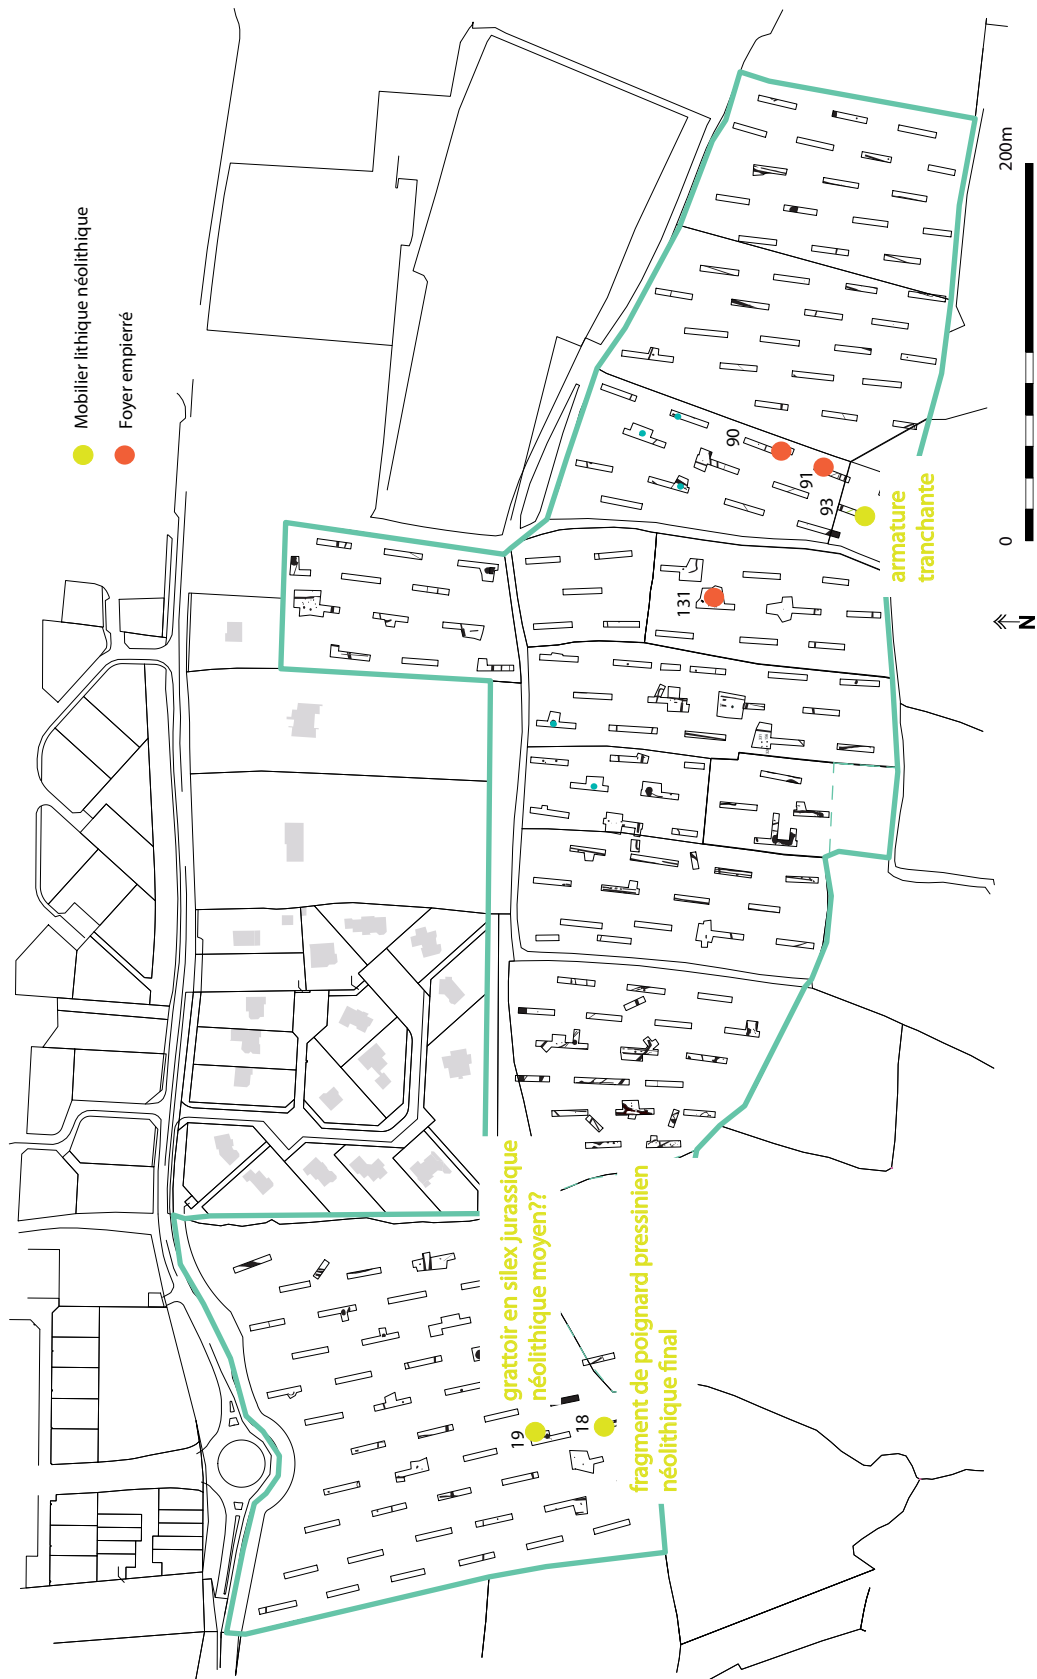 Mobilier lithique néolithique
Foyer empierré
grattoir en silex jurassique
néolithique moyen??
19
18
fragment de poignard pressinien
néolithique final
131
90
91
93
armature
tranchante
N
0
200m